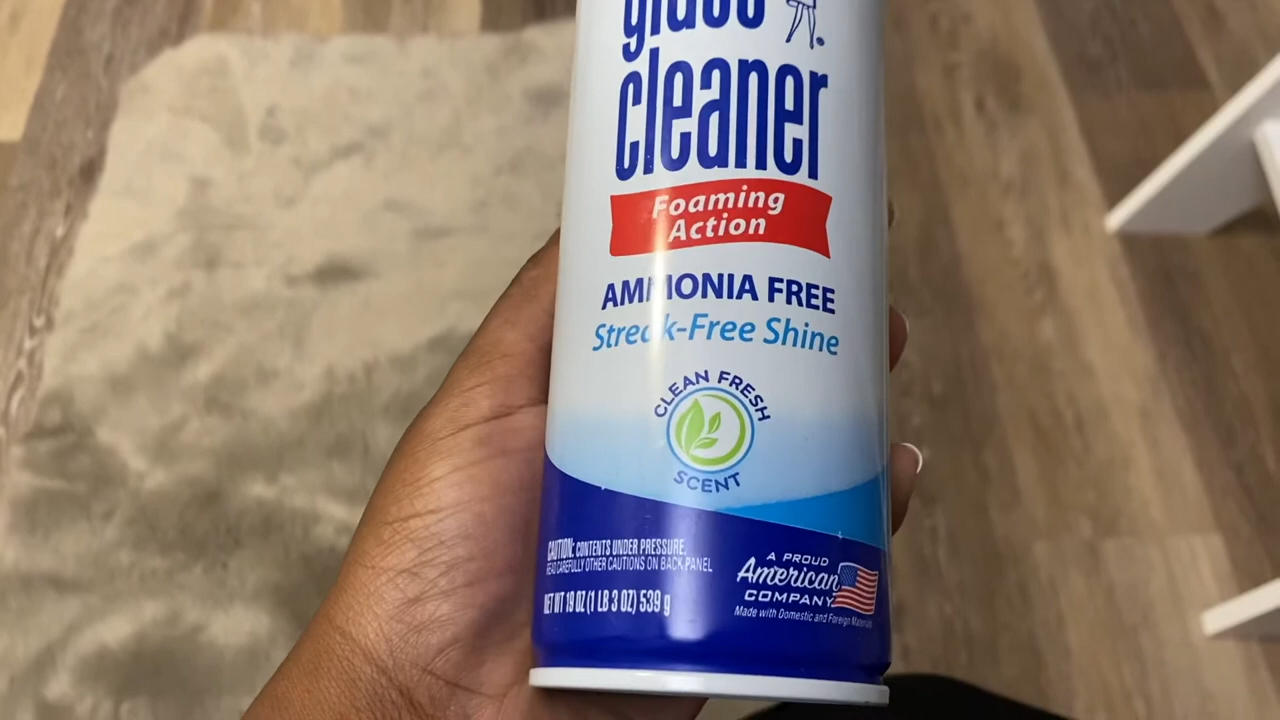 glass
cleaner
Foaming
Action
AMMONIA FREE
Streak-Free Shine
CLEAN FRESH
SCENT
CAUTION: CONTENTS UNDER PRESSURE.
READ CAREFULLY OTHER CAUTIONS ON BACK PANEL
NET WT 19 OZ (1 LB 3 OZ) 539 g
A PROUD
American
COMPANY
Made with Domestic and Foreign Materials